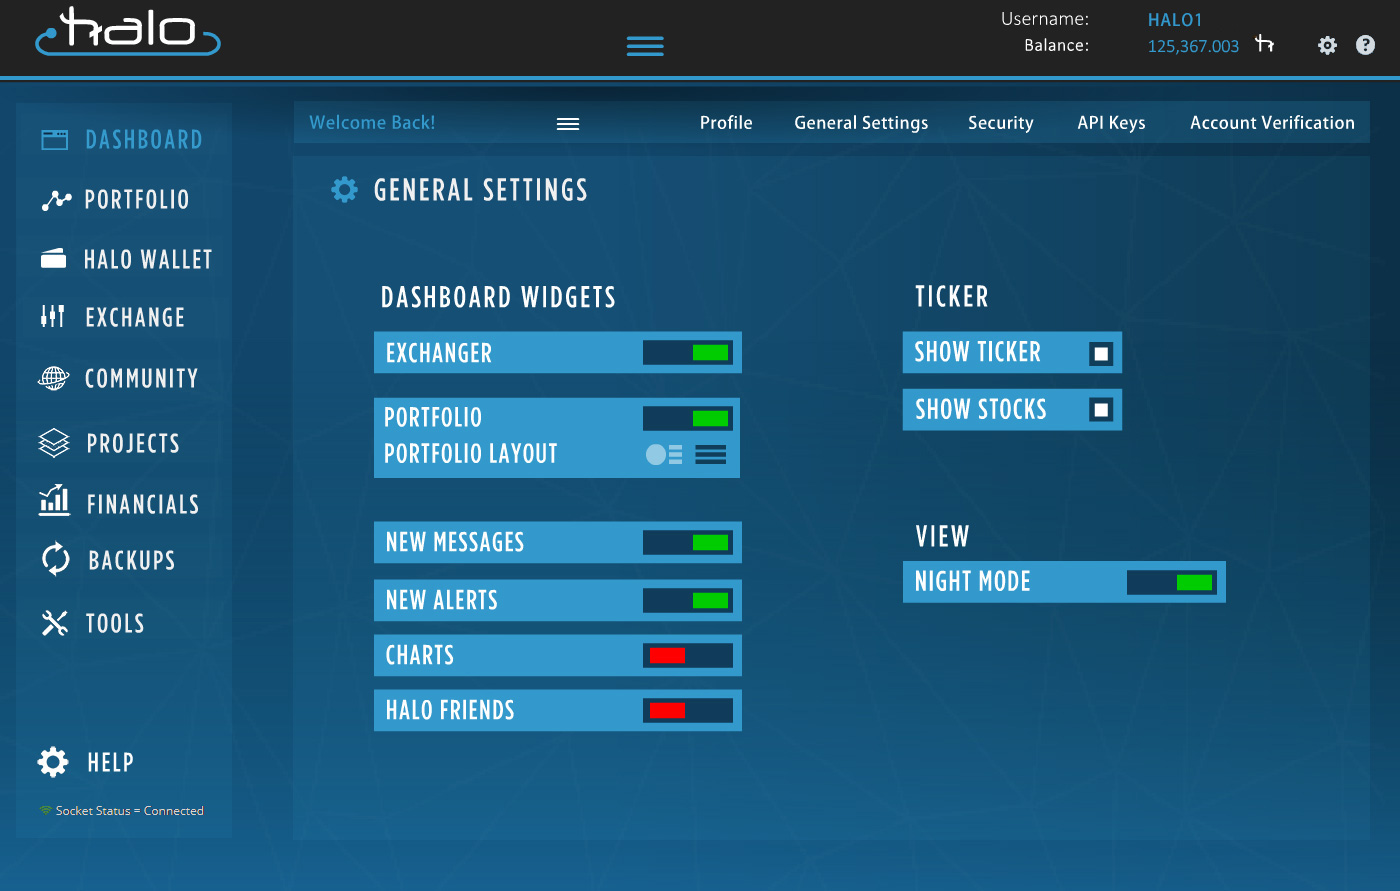 halo
Username: HALO1
Balance: 125,367.003
Welcome Back!
Profile General Settings Security API Keys Account Verification
DASHBOARD
PORTFOLIO
HALO WALLET
EXCHANGE
COMMUNITY
PROJECTS
FINANCIALS
BACKUPS
TOOLS
HELP
Socket Status = Connected
GENERAL SETTINGS
DASHBOARD WIDGETS
EXCHANGER
PORTFOLIO
PORTFOLIO LAYOUT
NEW MESSAGES
NEW ALERTS
CHARTS
HALO FRIENDS
TICKER
SHOW TICKER
SHOW STOCKS
VIEW
NIGHT MODE